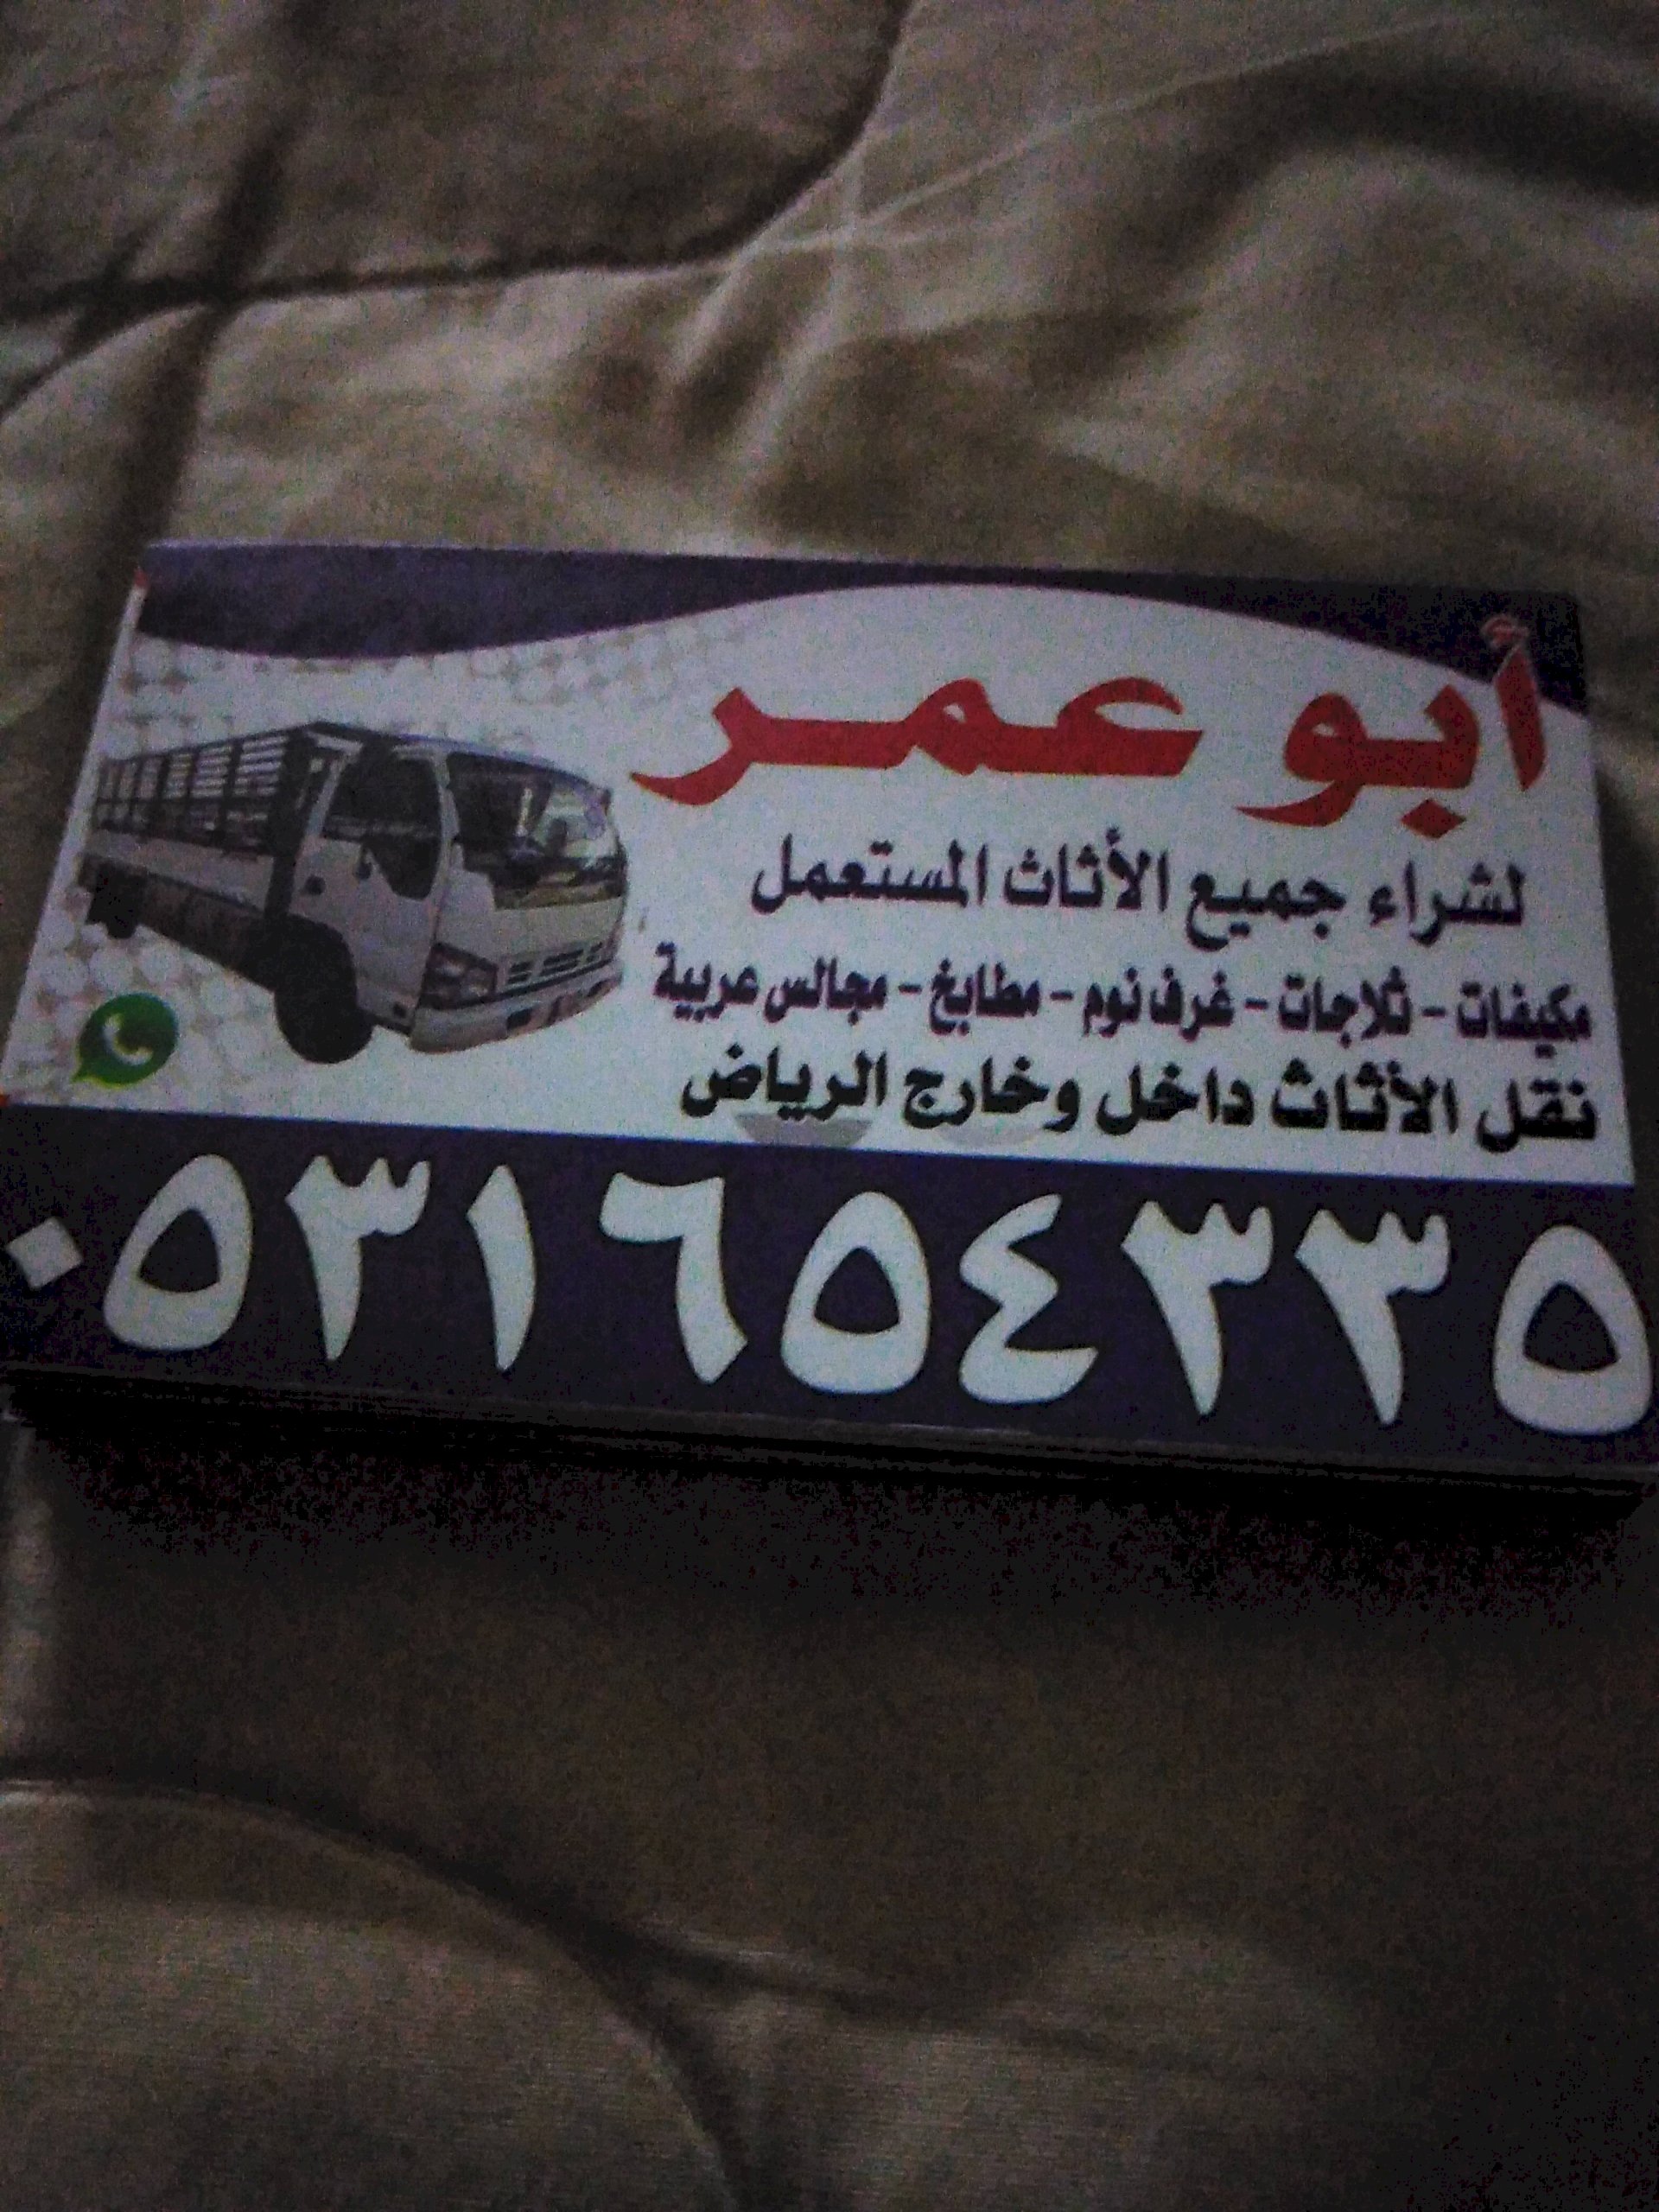 أبو عمر
لشراء جميع الأثاث المستعمل
مكيفات - ثلاجات - غرف نوم - مطابخ - مجالس عربية
نقل الأثاث داخل وخارج الرياض
٠٥٣١٦٥٤٣٣٥